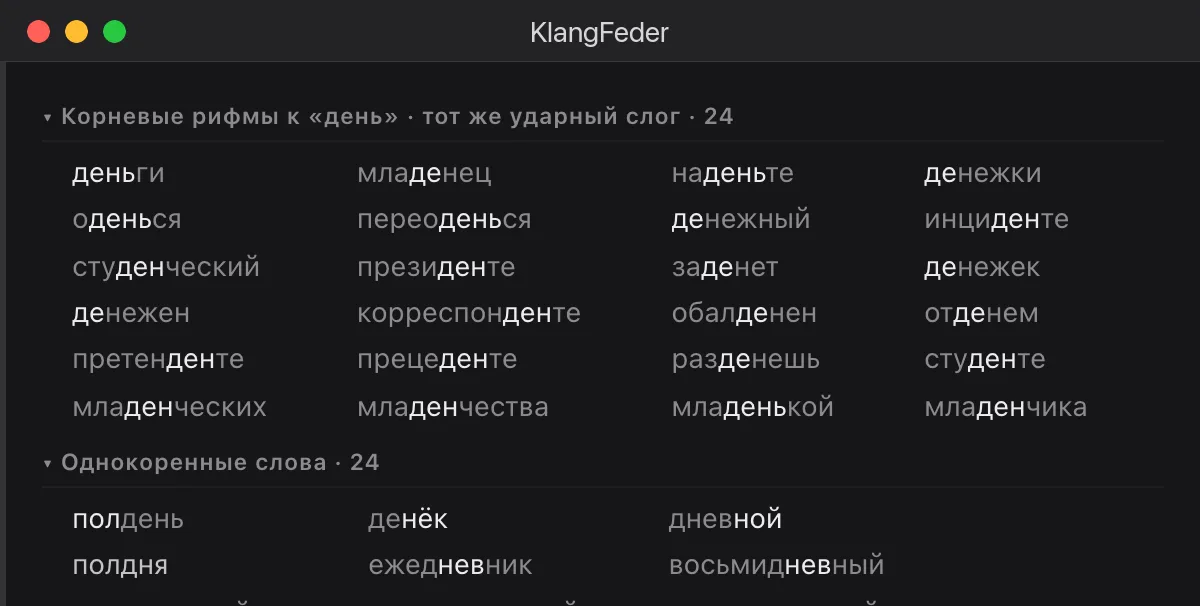 KlangFeder
▾ Корневые рифмы к «день» · тот же ударный слог · 24
деньги младенец наденьте денежки
оденься переоденься денежный инциденте
студенческий президенте заденет денежек
денежен корреспонденте обалденен отденем
претенденте прецеденте разденешь студенте
младенческих младенчества младенькой младенчика
▾ Однокоренные слова · 24
полдень денёк дневной
полдня ежедневник восьмидневный